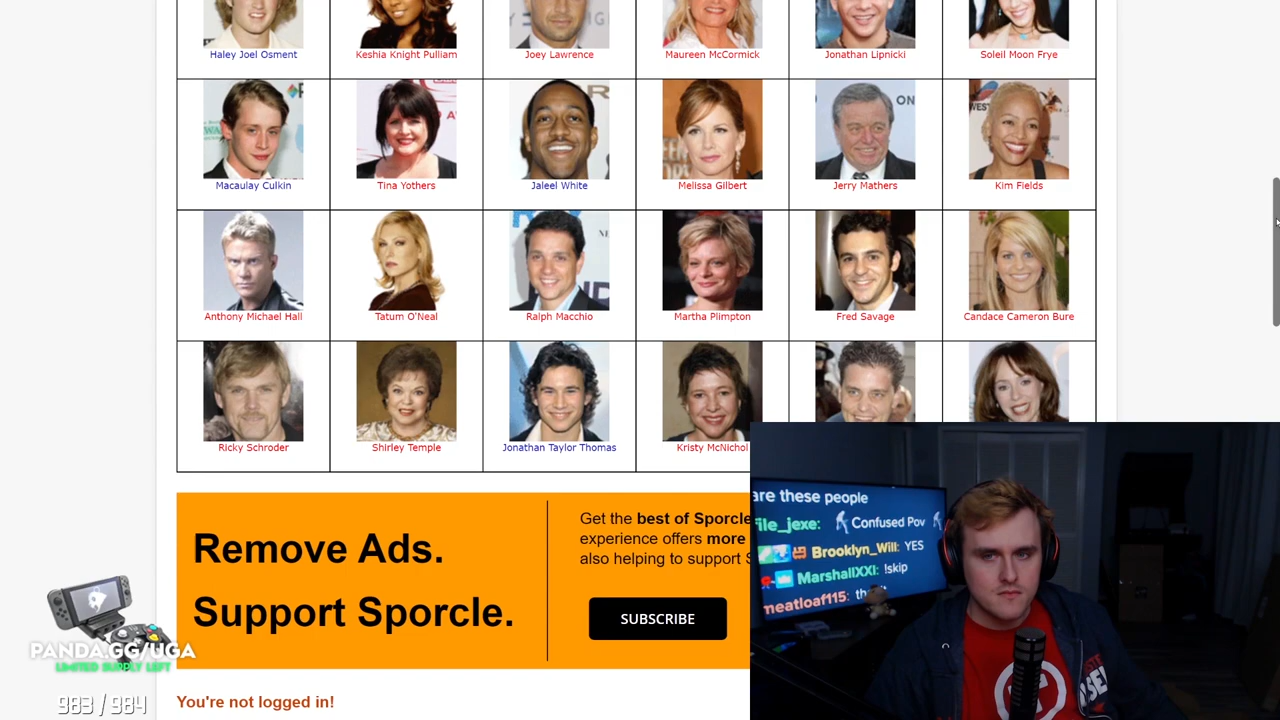 Haley Joel Osment
Keshia Knight Pulliam
Joey Lawrence
Maureen McCormick
Jonathan Lipnicki
Soleil Moon Frye
Macaulay Culkin
Tina Yothers
Jaleel White
Melissa Gilbert
Jerry Mathers
Kim Fields
Anthony Michael Hall
Tatum O'Neal
Ralph Macchio
Martha Plimpton
Fred Savage
Candace Cameron Bure
Ricky Schroder
Shirley Temple
Jonathan Taylor Thomas
Kristy McNichol
Remove Ads.
Support Sporcle.
Get the best of Sporcle
experience offers more
also helping to support S
SUBSCRIBE
You're not logged in!
PANDA.GG/UGA
LIMITED SUPPLY LEFT
983 / 984
are these people
file_jexe: Confused Pov
Brooklyn_Will: YES
MarshallXXI: !skip
meatloaf115: